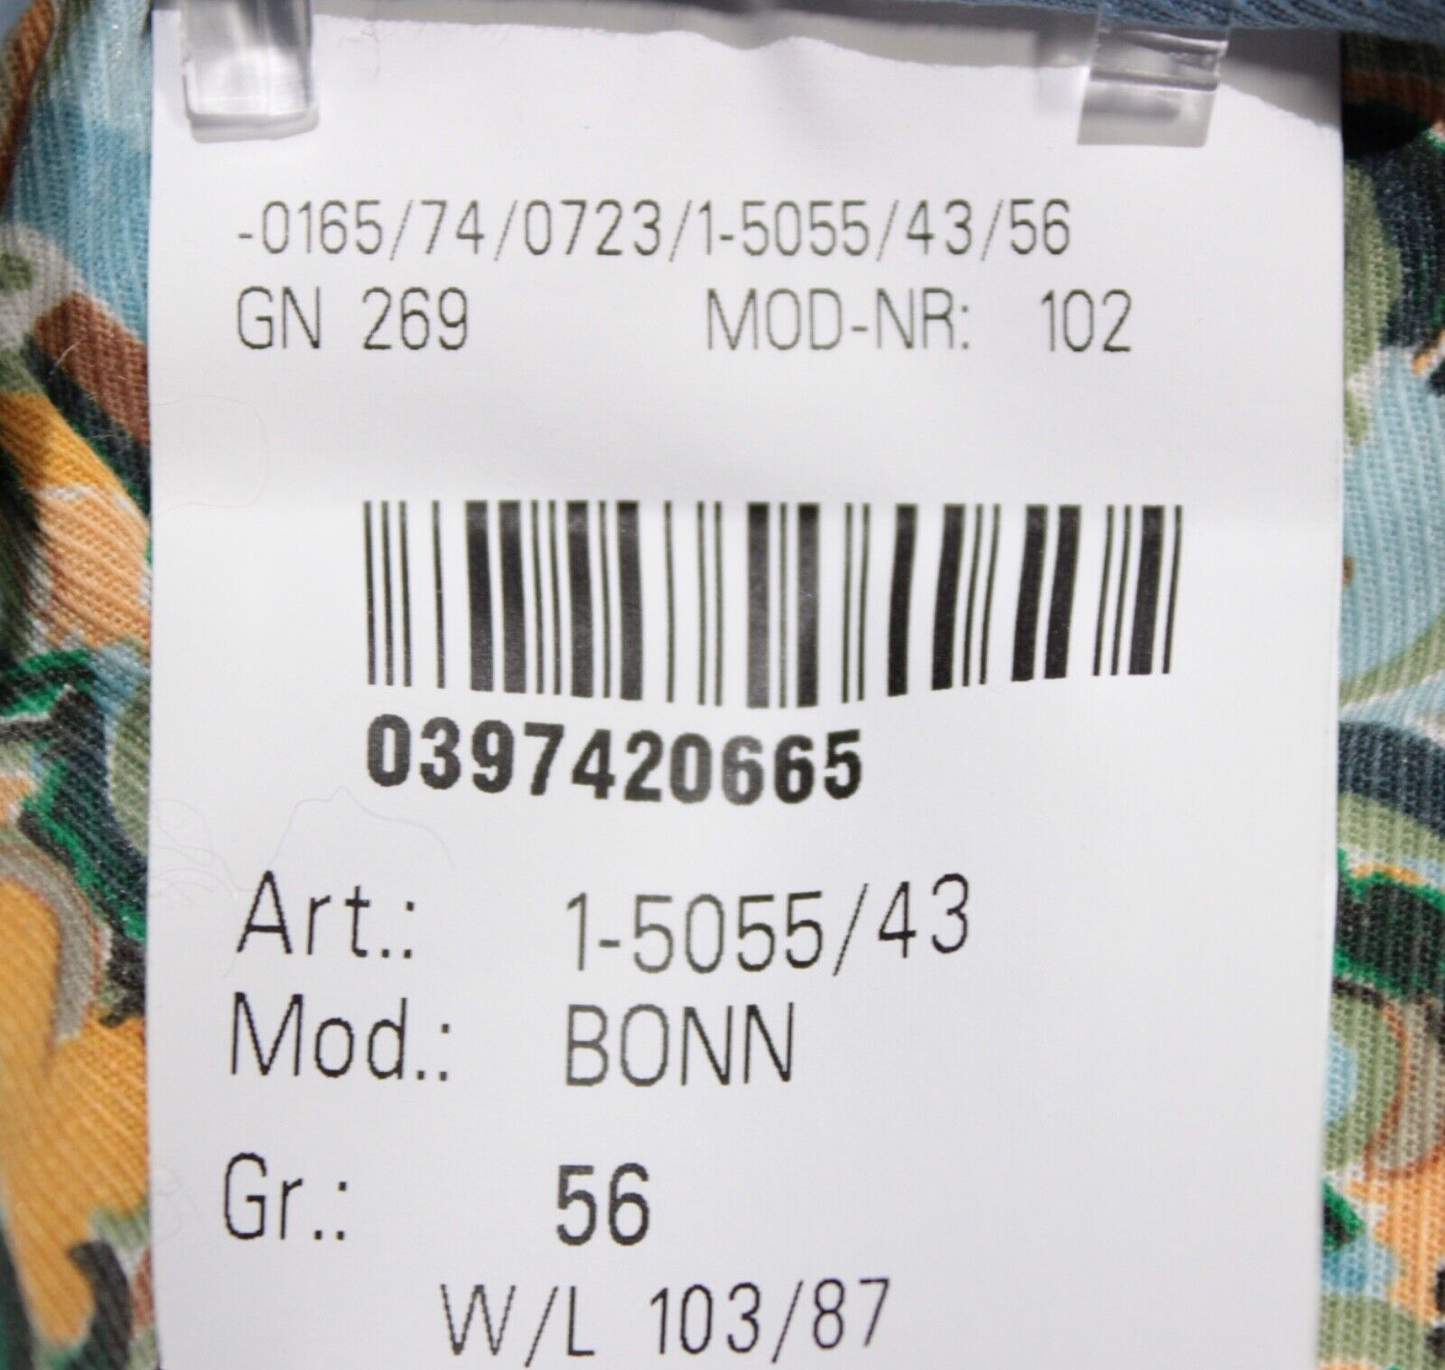 -0165/74/0723/1-5055/43/56
GN 269 MOD-NR: 102
0397420665
Art.: 1-5055/43
Mod.: BONN
Gr.: 56
W/L 103/87